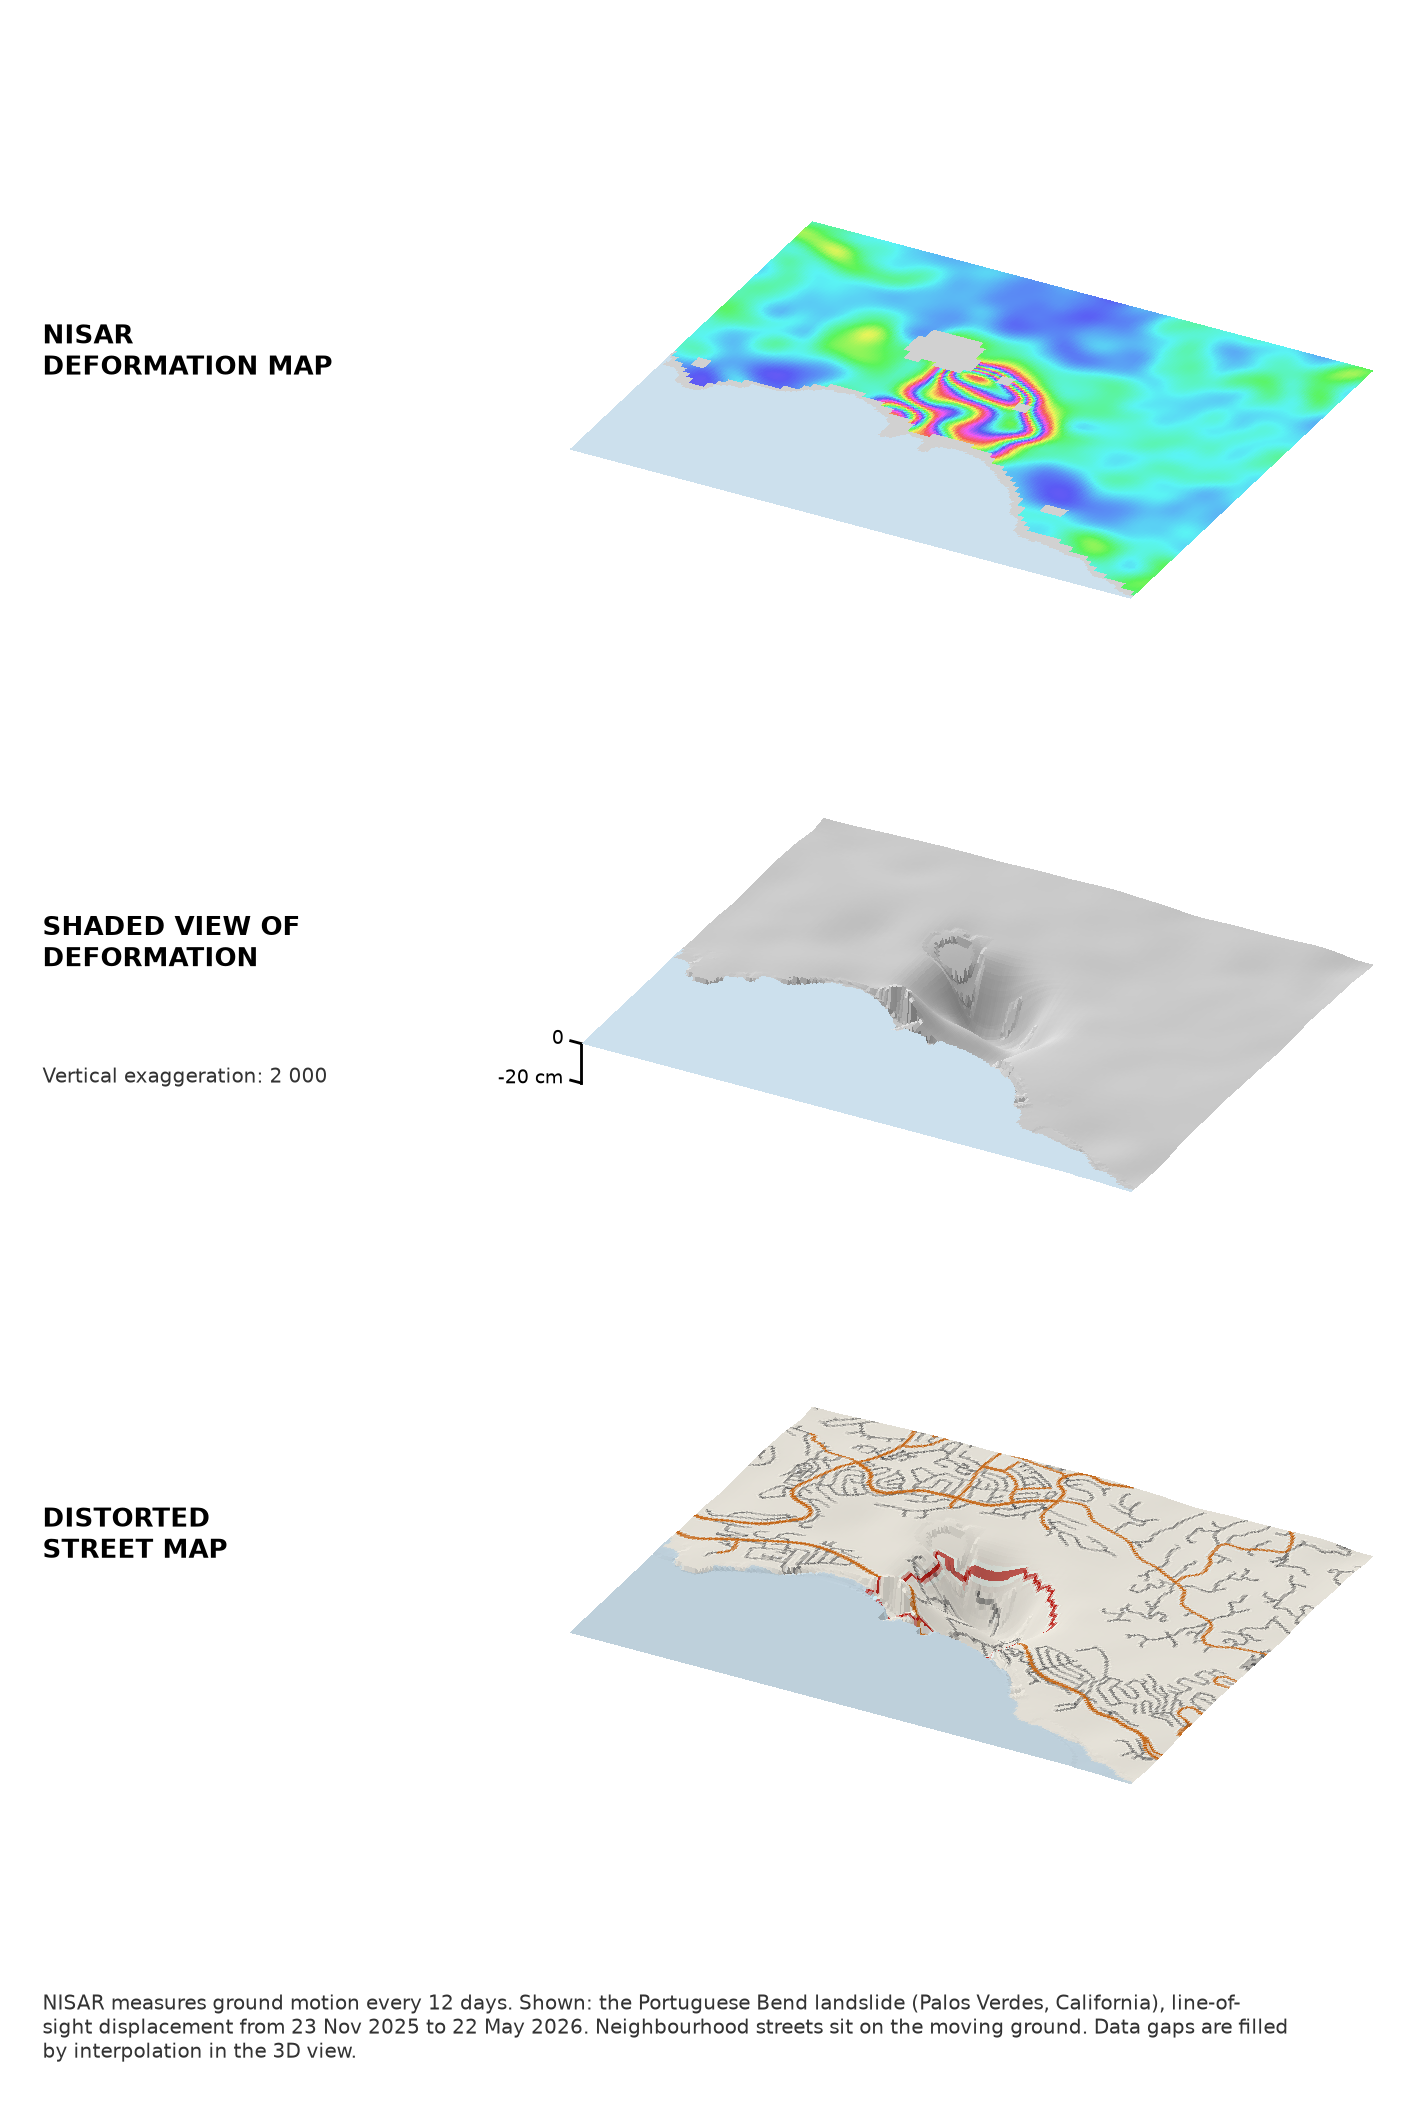 NISAR
DEFORMATION MAP
SHADED VIEW OF
DEFORMATION
0
-20 cm
Vertical exaggeration: 2 000
DISTORTED
STREET MAP
NISAR measures ground motion every 12 days. Shown: the Portuguese Bend landslide (Palos Verdes, California), line-of-
sight displacement from 23 Nov 2025 to 22 May 2026. Neighbourhood streets sit on the moving ground. Data gaps are filled
by interpolation in the 3D view.